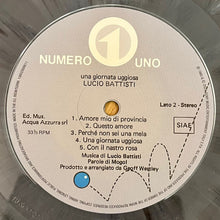 NUMERO 1 UNO
una giornata uggiosa
LUCIO BATTISTI
Ed. Mus.
Acqua Azzurra srl
33⅓ RPM
Lato 2 - Stereo
SIAE
1. Amore mio di provincia
2. Questo amore
3. Perché non sei una mela
4. Una giornata uggiosa
5. Con il nastro rosa
Musica di Lucio Battisti
Parole di Mogol
Prodotto e arrangiato da Geoff Westley